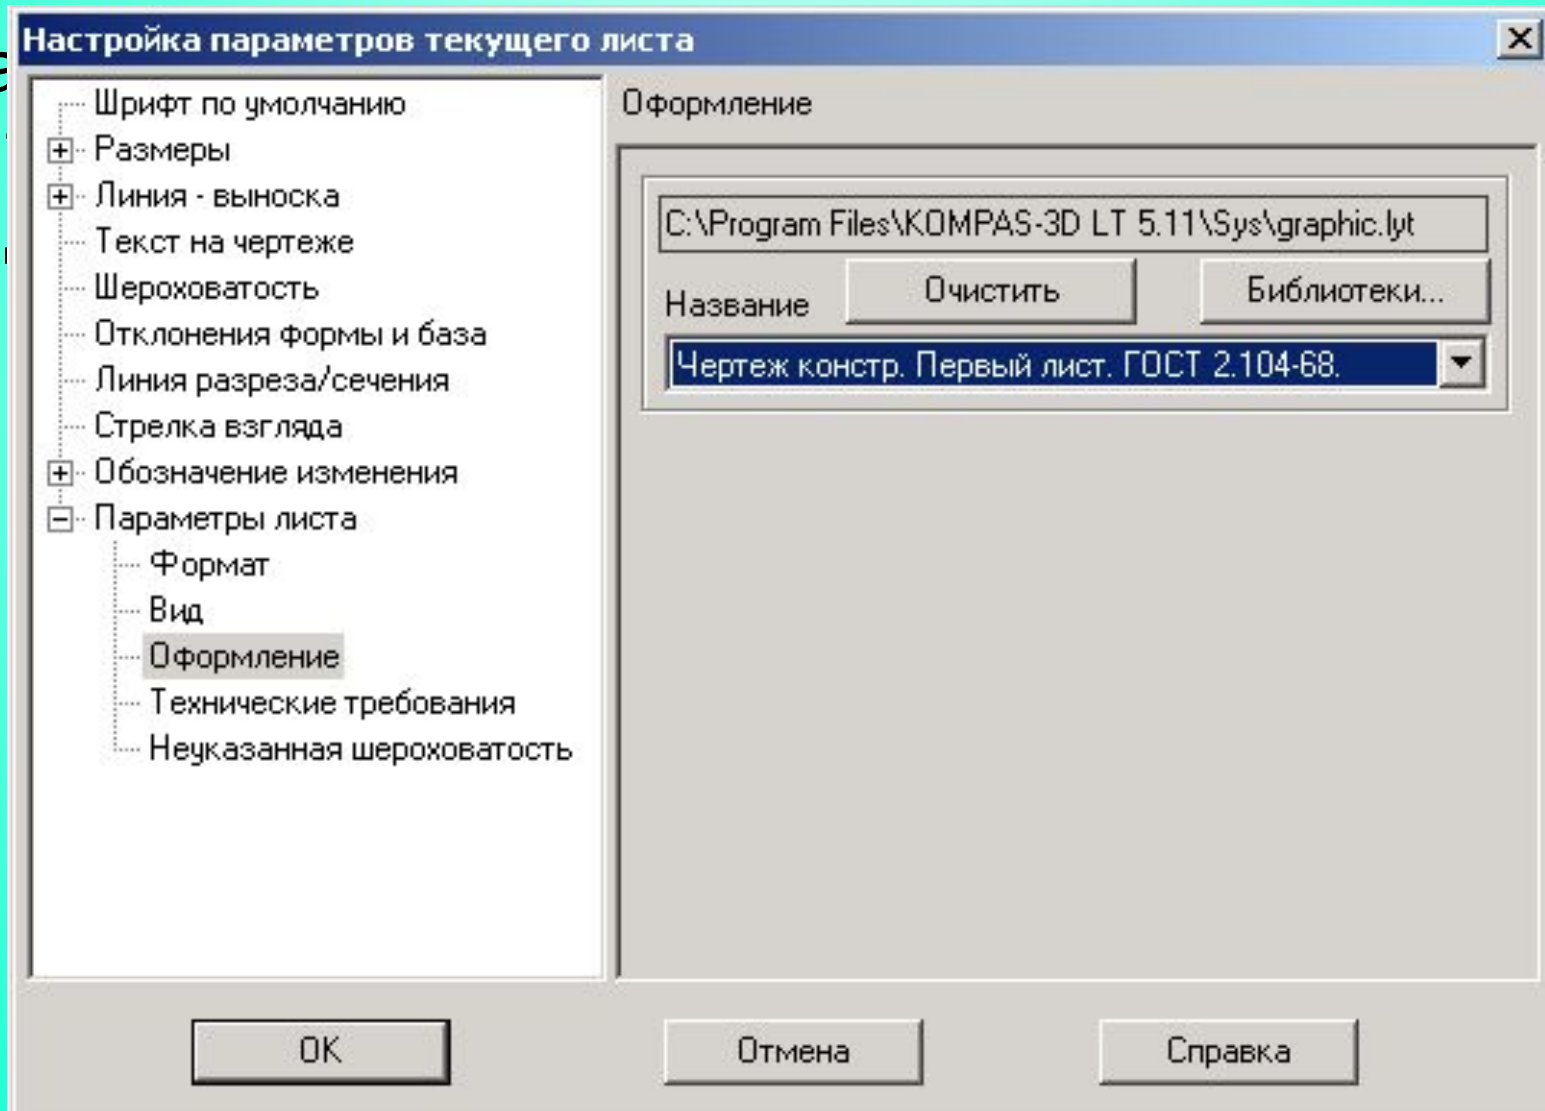 Настройка параметров текущего листа
Шрифт по умолчанию
Размеры
Линия - выноска
Текст на чертеже
Шероховатость
Отклонения формы и база
Линия разреза/сечения
Стрелка взгляда
Обозначение изменения
Параметры листа
Формат
Вид
Оформление
Технические требования
Неуказанная шероховатость
Оформление
C:\Program Files\KOMPAS-3D LT 5.11\Sys\graphic.lyt
Название
Очистить
Библиотеки...
Чертеж констр. Первый лист. ГОСТ 2.104-68.
OK
Отмена
Справка